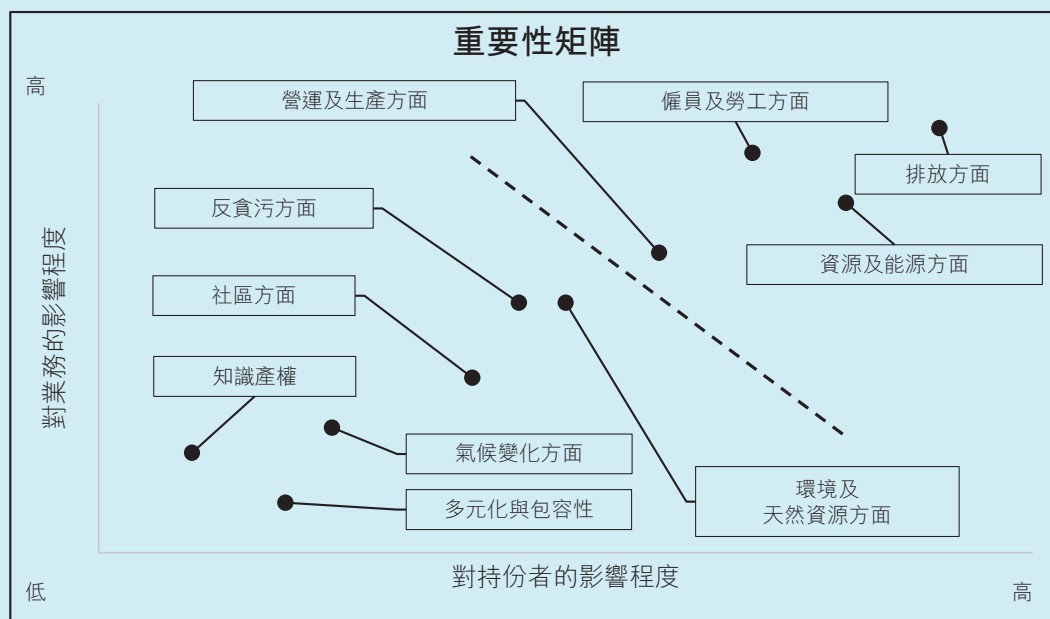 重要性矩陣
高
營運及生產方面
僱員及勞工方面
排放方面
反貪污方面
資源及能源方面
社區方面
知識產權
氣候變化方面
多元化與包容性
環境及
天然資源方面
對業務的影響程度
對持份者的影響程度
低
高